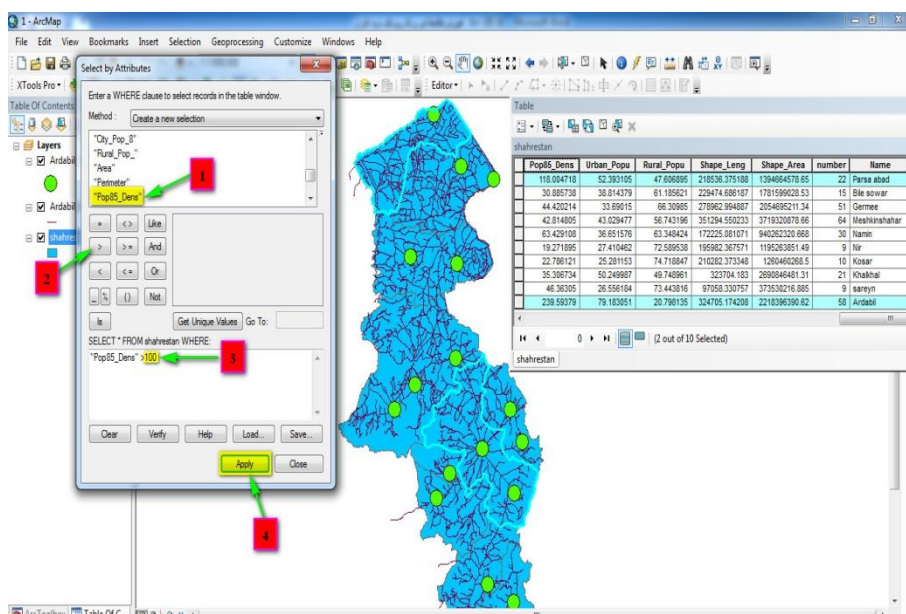 1 - ArcMap
File Edit View Bookmarks Insert Selection Geoprocessing Customize Windows Help
XTools Pro
Editor
Table Of Contents
Layers
Ardabil
Ardabil
shahres
Select by Attributes
Enter a WHERE clause to select records in the table window.
Method : Create a new selection
"City_Pop_8"
"Rural_Pop_"
"Area"
"Perimeter"
"Pop85_Dens"
= < > Like
> > = And
< < = Or
_ % () Not
Is Get Unique Values Go To:
SELECT * FROM shahrestan WHERE:
"Pop85_Dens" >100
Clear Verify Help Load... Save...
Apply Close
1
2
3
4
Table
shahrestan
Pop85_Dens Urban_Popu Rural_Popu Shape_Leng Shape_Area number Name
118.004718 52.393105 47.606895 218536.375188 1394664578.65 22 Parsa abad
30.885738 38.814379 61.185621 229474.686187 1781599028.53 15 Bile sowar
44.420214 33.69015 66.30985 278962.994887 2054695211.34 51 Germee
42.814805 43.029477 56.743196 351294.550233 3719320878.66 64 Meshkinshahar
63.429108 36.651576 63.348424 172225.081071 940262320.668 30 Namin
19.271895 27.410462 72.589538 195982.367571 1195263851.49 9 Nir
22.786121 25.281153 74.718847 210282.373348 1260460268.5 10 Kosar
35.306734 50.249987 49.748961 323704.183 2690846481.31 21 Khalkhal
46.36305 26.556184 73.443816 97058.330757 373530216.885 9 sareyn
239.59379 79.183051 20.798135 324705.174208 2218396390.62 58 Ardabil
0 (2 out of 10 Selected)
shahrestan
ArcToolbox Table Of C...